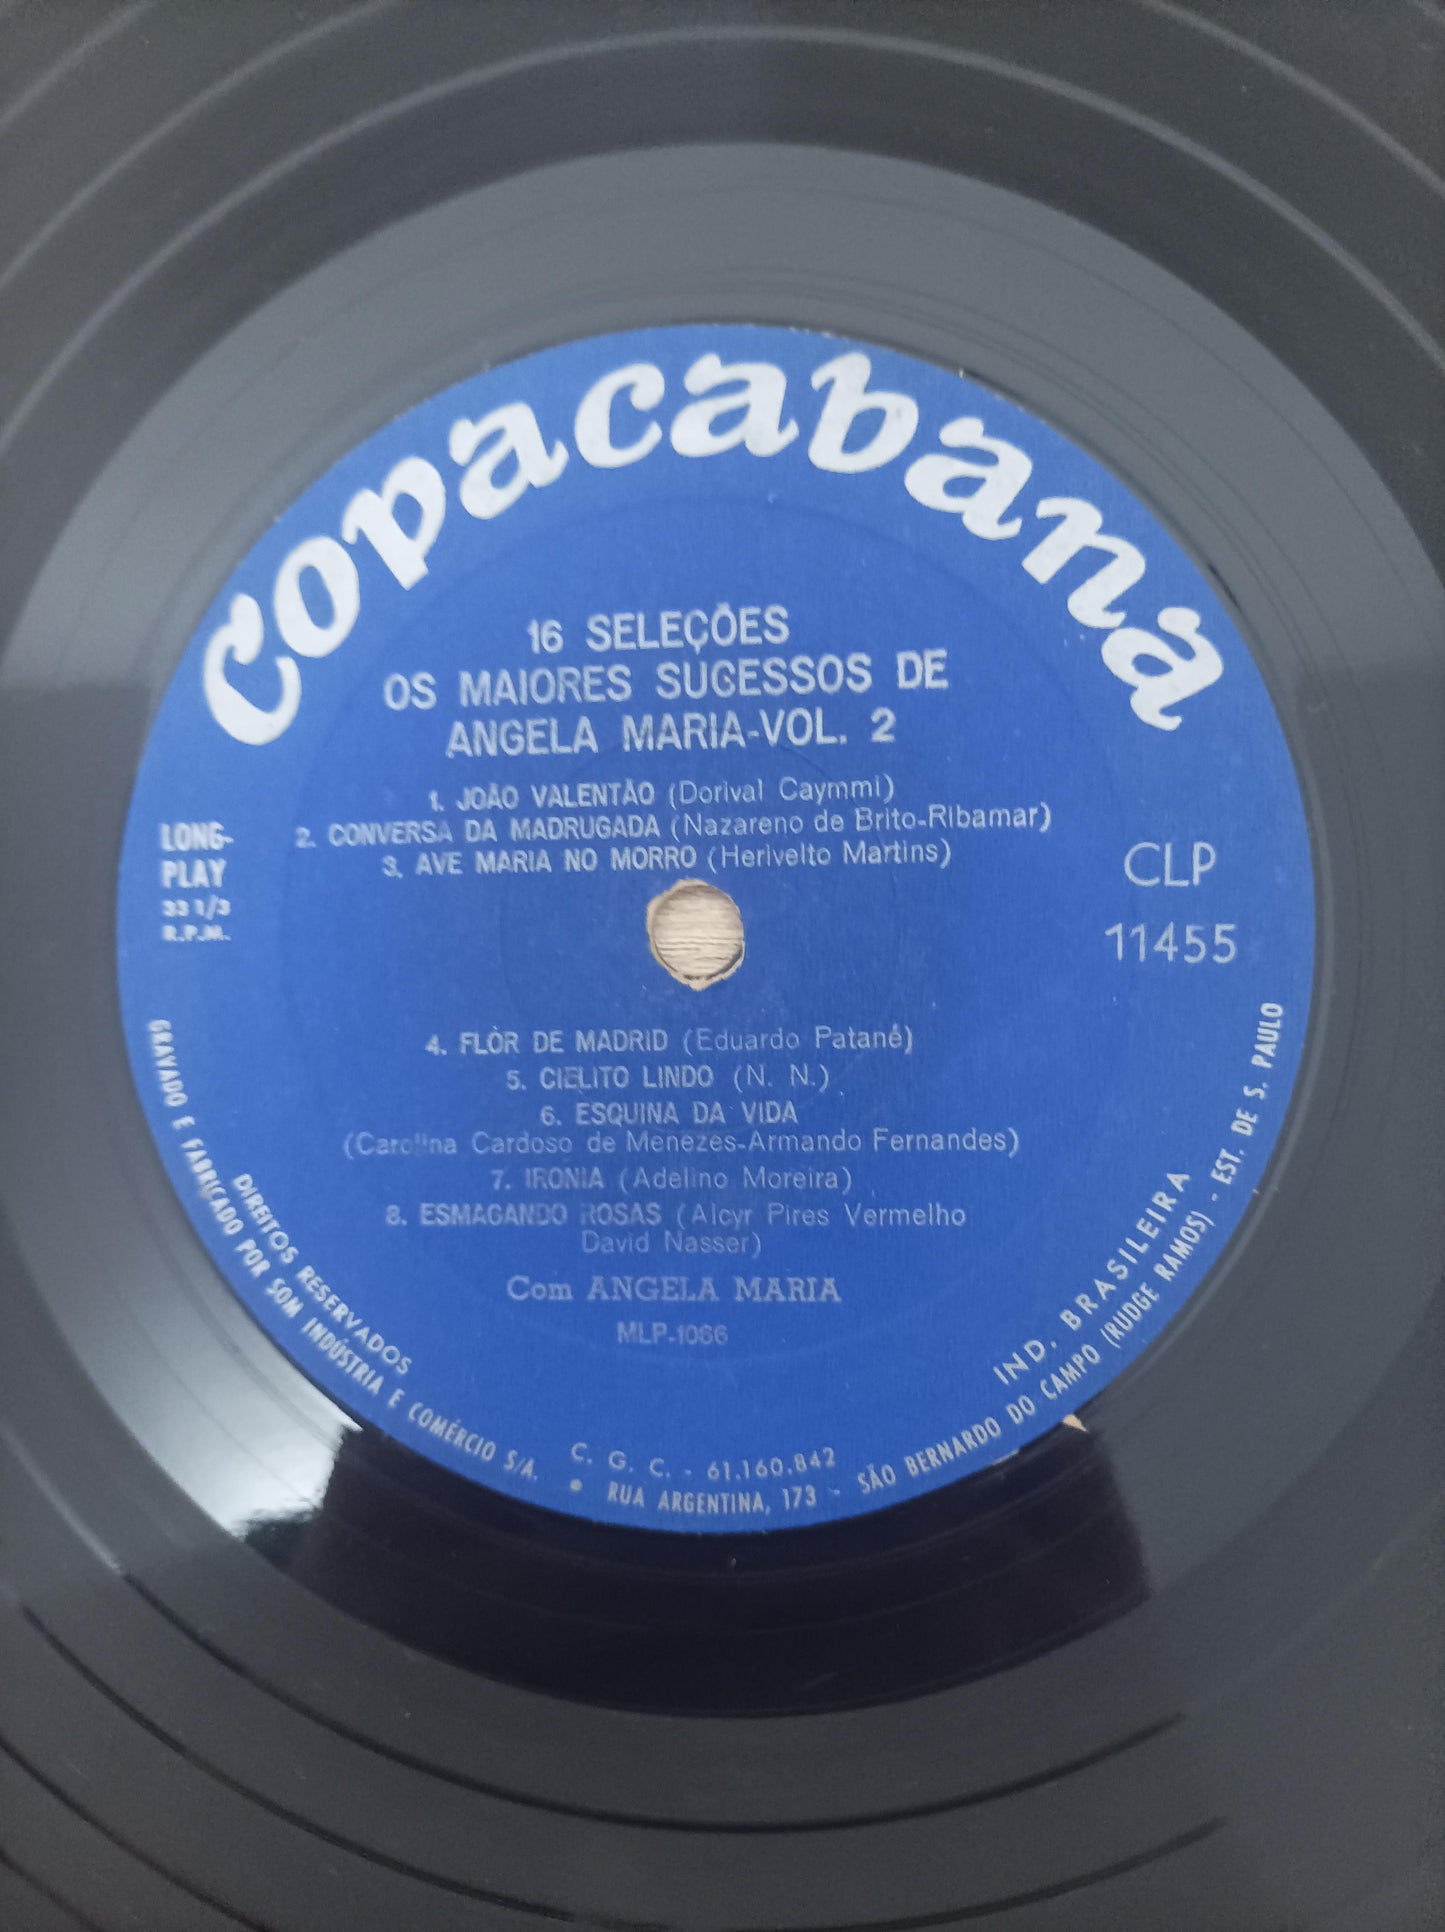 Copacabana
16 SELEÇÕES
OS MAIORES SUCESSOS DE
ANGELA MARIA-VOL. 2
1. JOÃO VALENTÃO (Dorival Caymmi)
2. CONVERSA DA MADRUGADA (Nazareno de Brito-Ribamar)
3. AVE MARIA NO MORRO (Herivelto Martins)
LONG-
PLAY
33 1/3
R.P.M.
CLP
11455
4. FLÔR DE MADRID (Eduardo Patanê)
5. CIELITO LINDO (N. N.)
6. ESQUINA DA VIDA
(Carolina Cardoso de Menezes-Armando Fernandes)
7. IRONIA (Adelino Moreira)
8. ESMAGANDO ROSAS (Alcyr Pires Vermelho
David Nasser)
Com ANGELA MARIA
MLP-1066
DIREITOS RESERVADOS
C. G. C. - 61.160.842
IND. BRASILEIRA
GRAVADO E FABRICADO POR SOM INDÚSTRIA E COMÉRCIO S/A. • RUA ARGENTINA, 173 - SÃO BERNARDO DO CAMPO (RUDGE RAMOS) - EST. DE S. PAULO